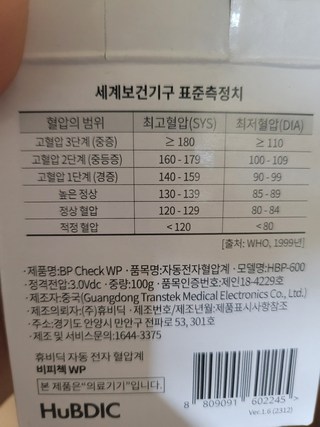 세계보건기구 표준측정치
혈압의 범위 최고혈압(SYS) 최저혈압(DIA)
고혈압 3단계 (중증) ≥ 180 ≥ 110
고혈압 2단계 (중등증) 160 - 179 100 - 109
고혈압 1단계 (경증) 140 - 159 90 - 99
높은 정상 130 - 139 85 - 89
정상 혈압 120 - 129 80 - 84
적정 혈압 < 120 < 80
[출처: WHO, 1999년]
·제품명:BP Check WP ·품목명:자동전자혈압계 ·모델명:HBP-600
·정격전압:3.0Vdc ·중량:100g ·품목인증번호:제인18-4229호
·제조자:중국(Guangdong Transtek Medical Electronics Co., Ltd.)
·제조의뢰자:(주)휴비딕 ·제조번호/제조년월:제품표시사항참조
·주소:경기도 안양시 만안구 전파로 53, 301호
·제조 및 서비스문의:1644-3375
휴비딕 자동 전자 혈압계
비피첵 WP
본 제품은 "의료기기"입니다.
HuBDIC
8 809091 602245 >
Ver.1.6 (2312)